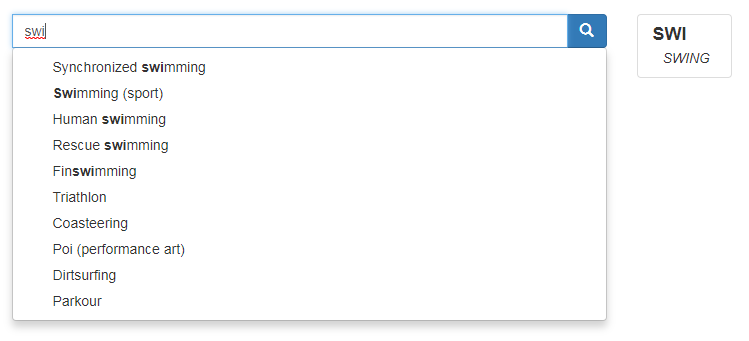 swi
SWI
SWING
Synchronized swimming
Swimming (sport)
Human swimming
Rescue swimming
Finswimming
Triathlon
Coasteering
Poi (performance art)
Dirtsurfing
Parkour